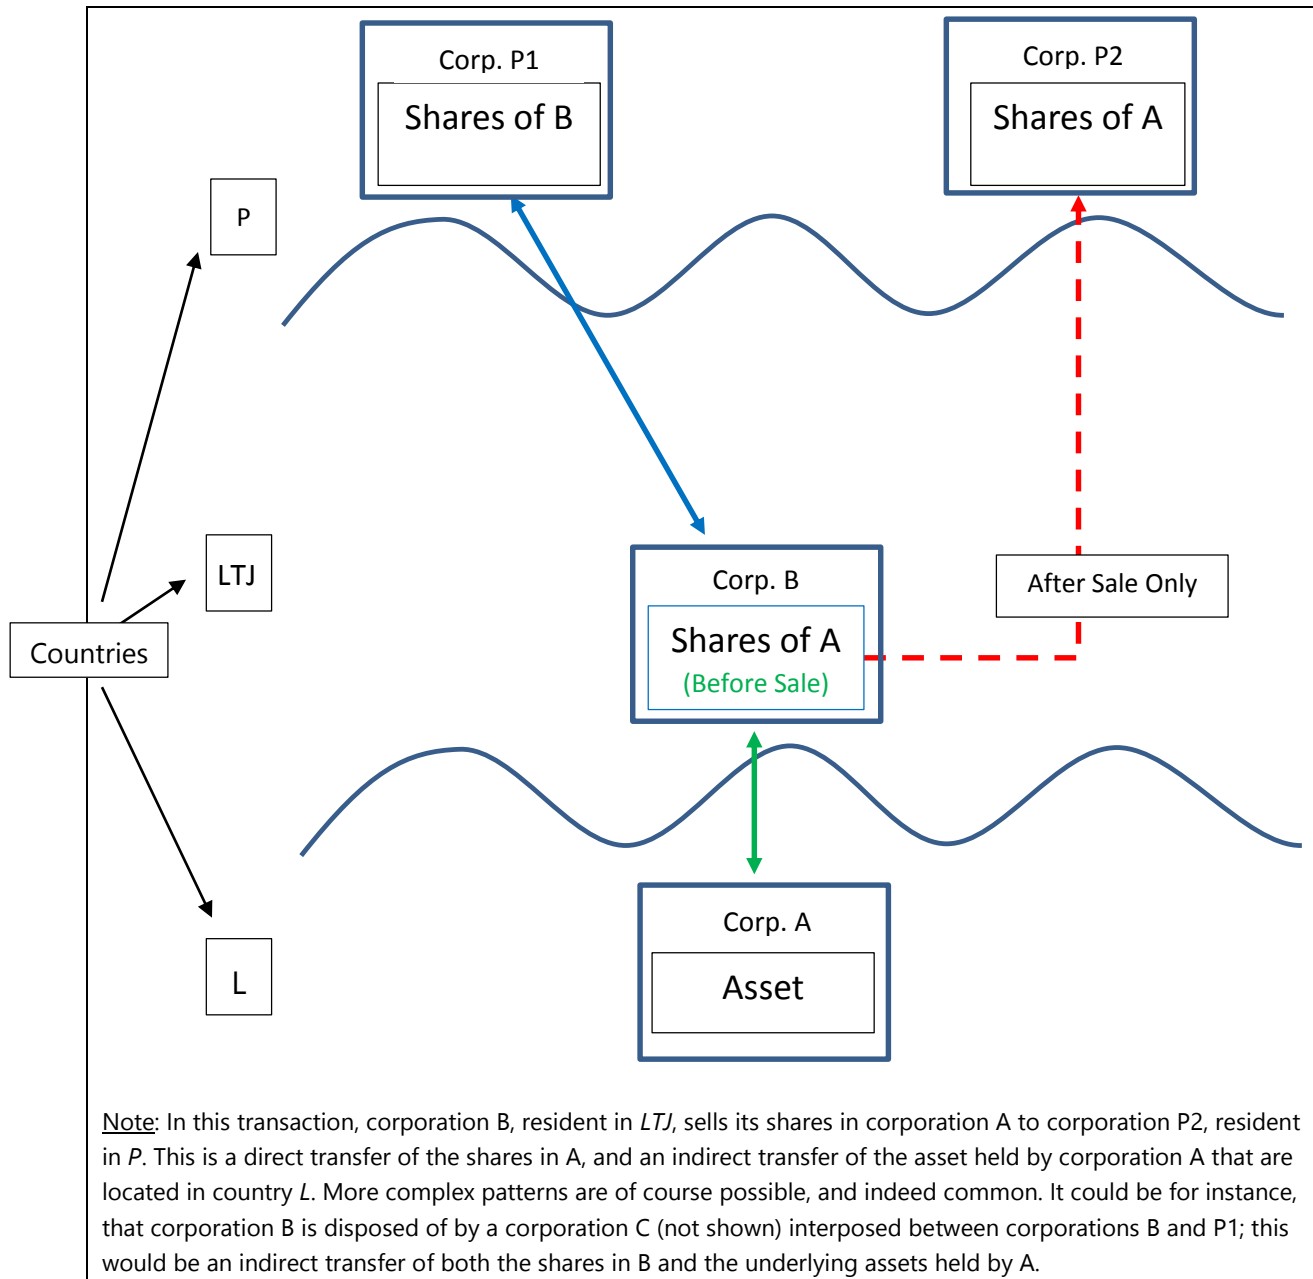 Corp. P1
Shares of B
Corp. P2
Shares of A
P
LTJ
Countries
L
Corp. B
Shares of A
(Before Sale)
After Sale Only
Corp. A
Asset
Note: In this transaction, corporation B, resident in LTJ, sells its shares in corporation A to corporation P2, resident
in P. This is a direct transfer of the shares in A, and an indirect transfer of the asset held by corporation A that are
located in country L. More complex patterns are of course possible, and indeed common. It could be for instance,
that corporation B is disposed of by a corporation C (not shown) interposed between corporations B and P1; this
would be an indirect transfer of both the shares in B and the underlying assets held by A.